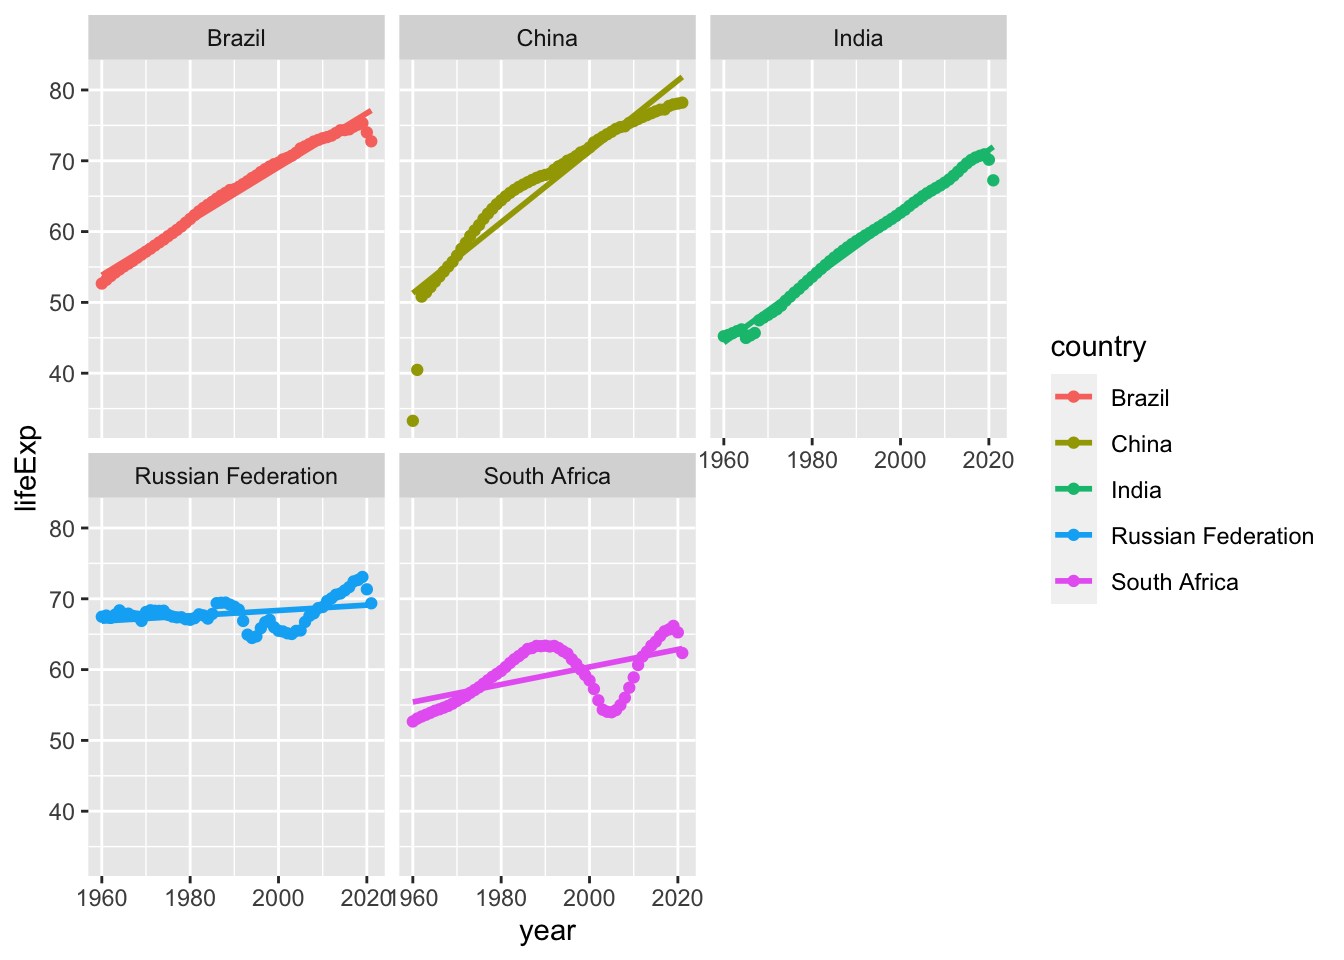 Brazil China India
80
70
60
50
40
1960 1980 2000 2020
Russian Federation South Africa
80
70
60
50
40
1960 1980 2000 2020 1960 1980 2000 2020
year
lifeExp
country
Brazil
China
India
Russian Federation
South Africa